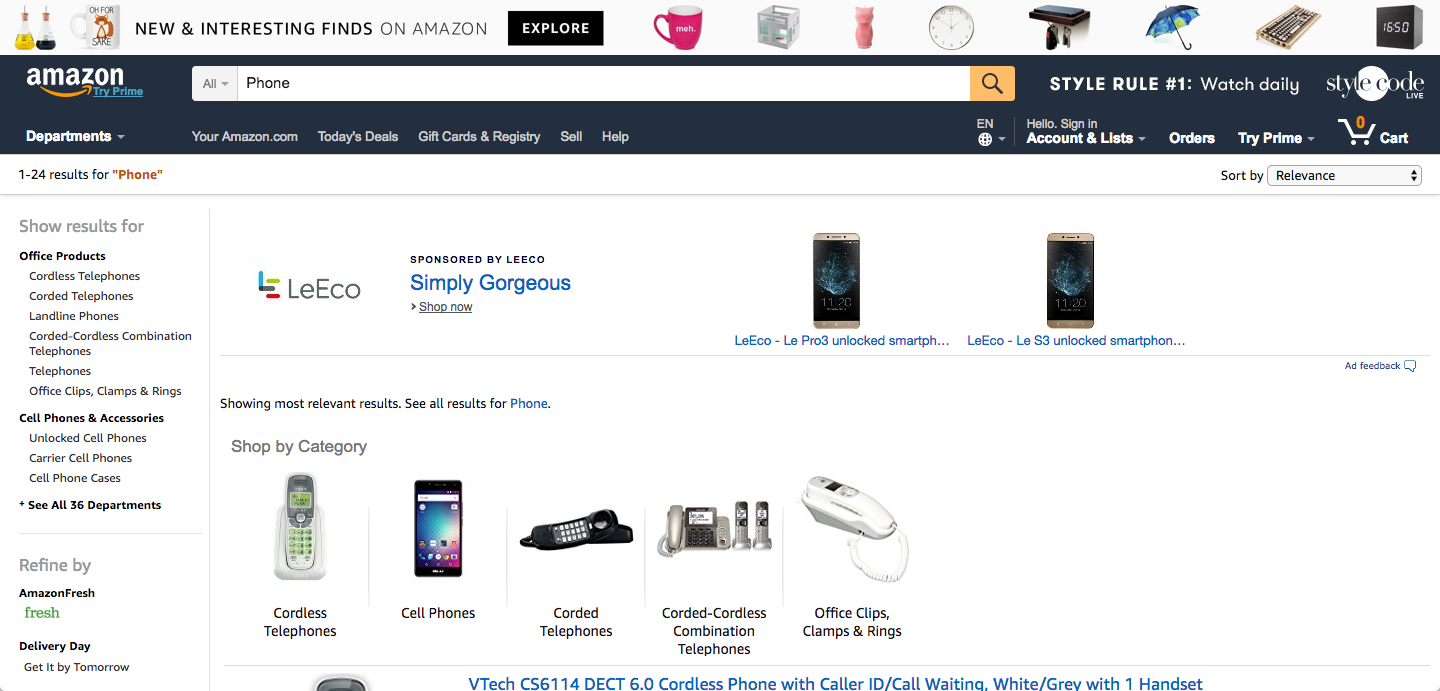 OH FOR
SAKE
NEW & INTERESTING FINDS ON AMAZON
EXPLORE
meh.
16:50
amazon
Try Prime
All
Phone
STYLE RULE #1: Watch daily
style code
LIVE
Departments
Your Amazon.com
Today's Deals
Gift Cards & Registry
Sell
Help
EN
Hello. Sign in
Account & Lists
Orders
Try Prime
0
Cart
1-24 results for "Phone"
Sort by
Relevance
Show results for
Office Products
Cordless Telephones
Corded Telephones
Landline Phones
Corded-Cordless Combination
Telephones
Telephones
Office Clips, Clamps & Rings
Cell Phones & Accessories
Unlocked Cell Phones
Carrier Cell Phones
Cell Phone Cases
+ See All 36 Departments
Refine by
AmazonFresh
fresh
Delivery Day
Get It by Tomorrow
LeEco
SPONSORED BY LEECO
Simply Gorgeous
› Shop now
11:20
LeEco - Le Pro3 unlocked smartph...
11:20
LeEco - Le S3 unlocked smartphon...
Ad feedback
Showing most relevant results. See all results for Phone.
Shop by Category
Cordless
Telephones
Cell Phones
Corded
Telephones
Corded-Cordless
Combination
Telephones
Office Clips,
Clamps & Rings
VTech CS6114 DECT 6.0 Cordless Phone with Caller ID/Call Waiting, White/Grey with 1 Handset